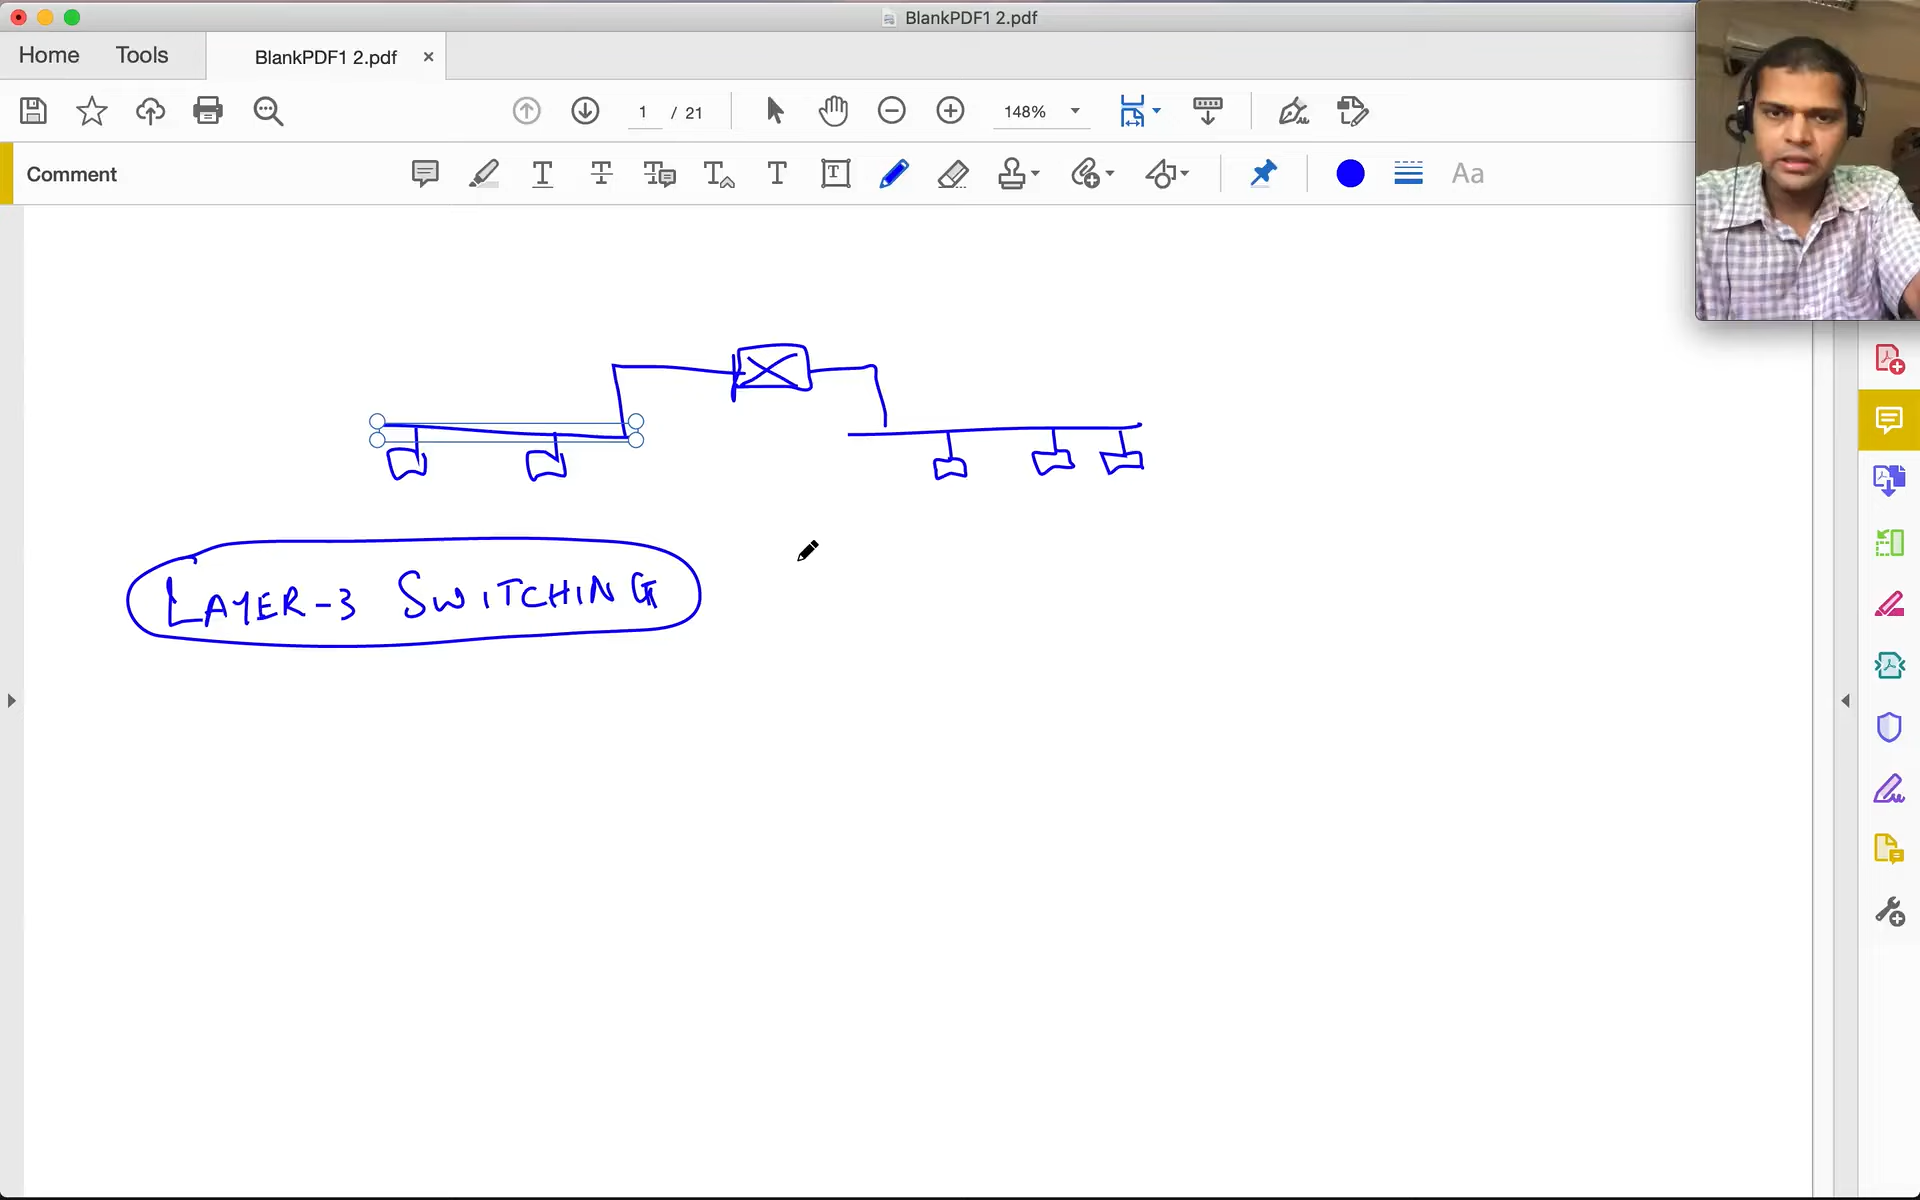 BlankPDF1 2.pdf
Home Tools BlankPDF1 2.pdf ×
1 / 21 148%
Comment T T T T T T Aa
LAYER-3 SWITCHING